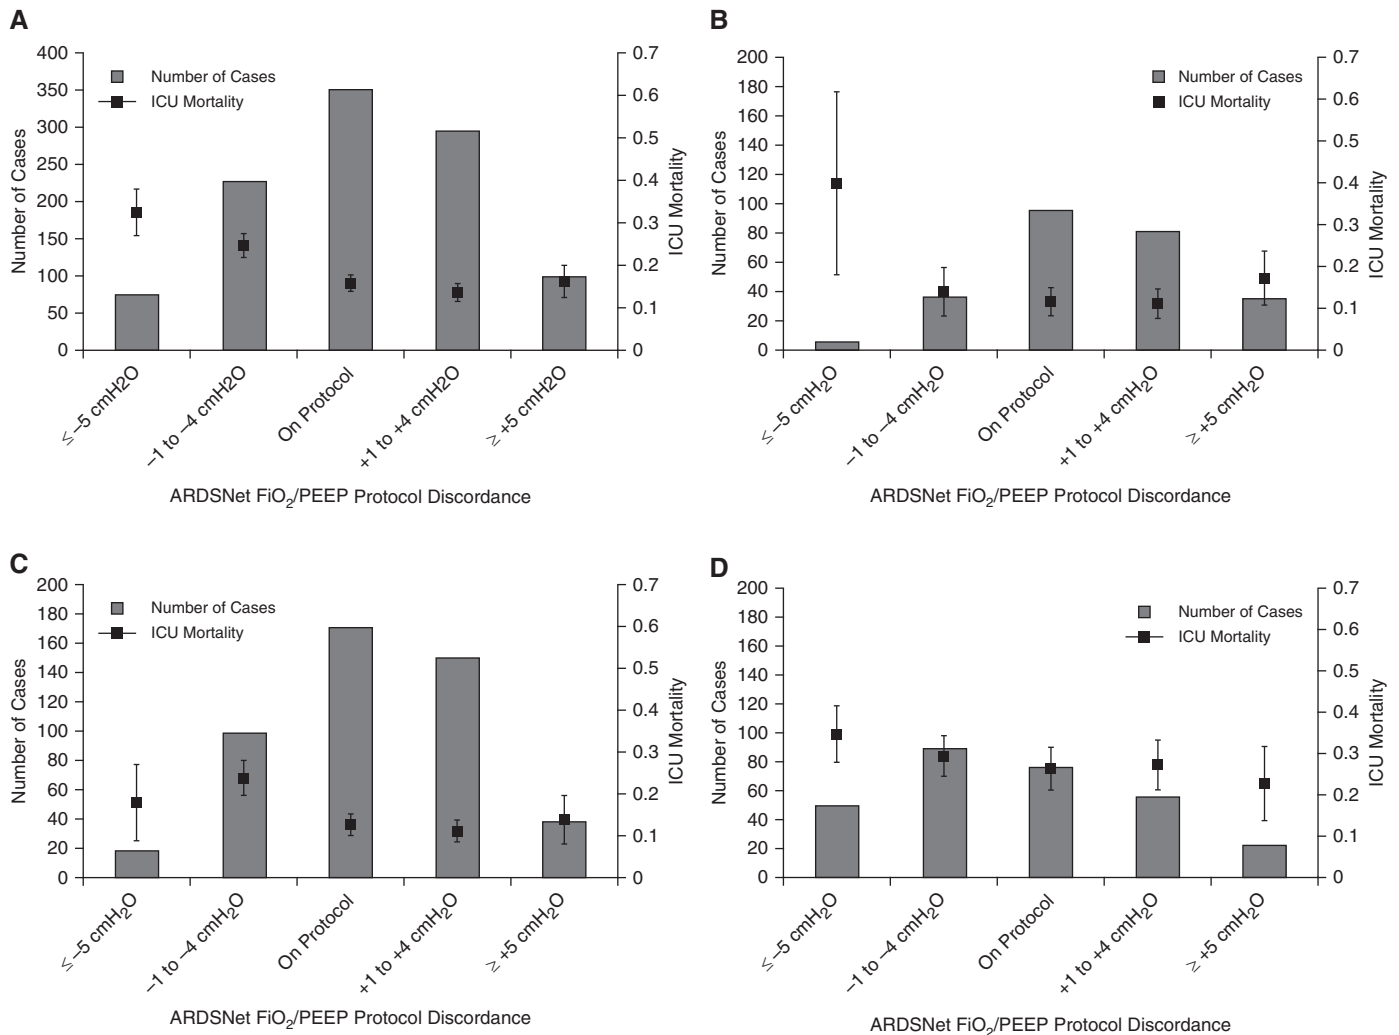 A
400
350
300
250
200
150
100
50
0
Number of Cases
Number of Cases
ICU Mortality
0.7
0.6
0.5
0.4
0.3
0.2
0.1
0
ICU Mortality
≤ –5 cmH2O
–1 to –4 cmH2O
On Protocol
+1 to +4 cmH2O
≥ +5 cmH2O
ARDSNet FiO₂/PEEP Protocol Discordance
B
200
180
160
140
120
100
80
60
40
20
0
Number of Cases
Number of Cases
ICU Mortality
0.7
0.6
0.5
0.4
0.3
0.2
0.1
0
ICU Mortality
≤ –5 cmH₂O
–1 to –4 cmH₂O
On Protocol
+1 to +4 cmH₂O
≥ +5 cmH₂O
ARDSNet FiO₂/PEEP Protocol Discordance
C
200
180
160
140
120
100
80
60
40
20
0
Number of Cases
Number of Cases
ICU Mortality
0.7
0.6
0.5
0.4
0.3
0.2
0.1
0
ICU Mortality
≤ –5 cmH₂O
–1 to –4 cmH₂O
On Protocol
+1 to +4 cmH₂O
≥ +5 cmH₂O
ARDSNet FiO₂/PEEP Protocol Discordance
D
200
180
160
140
120
100
80
60
40
20
0
Number of Cases
Number of Cases
ICU Mortality
0.7
0.6
0.5
0.4
0.3
0.2
0.1
0
ICU Mortality
≤ –5 cmH₂O
–1 to –4 cmH₂O
On Protocol
+1 to +4 cmH₂O
≥ +5 cmH₂O
ARDSNet FiO₂/PEEP Protocol Discordance